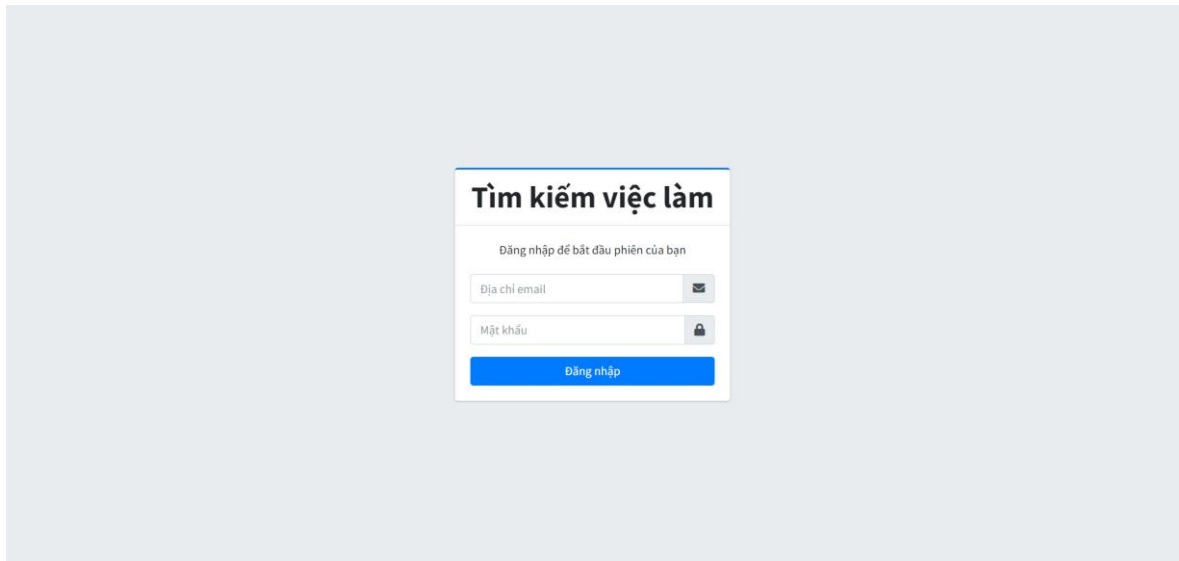 Tìm kiếm việc làm
Đăng nhập để bắt đầu phiên của bạn
Địa chỉ email
Mật khẩu
Đăng nhập